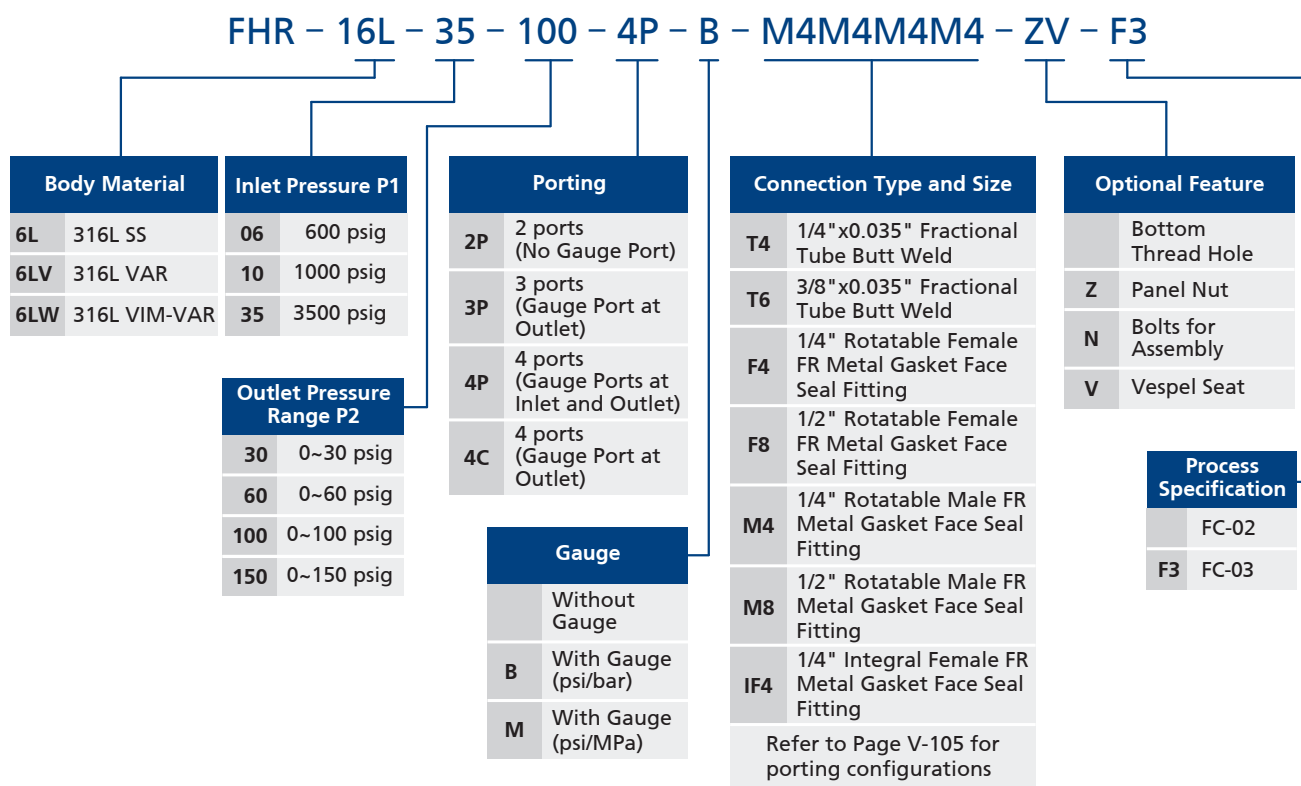 FHR – 16L – 35 – 100 – 4P – B – M4M4M4M4 – ZV – F3
Body Material
6L 316L SS
6LV 316L VAR
6LW 316L VIM-VAR
Inlet Pressure P1
06 600 psig
10 1000 psig
35 3500 psig
Outlet Pressure
Range P2
30 0~30 psig
60 0~60 psig
100 0~100 psig
150 0~150 psig
Porting
2P 2 ports
(No Gauge Port)
3P 3 ports
(Gauge Port at
Outlet)
4P 4 ports
(Gauge Ports at
Inlet and Outlet)
4C 4 ports
(Gauge Port at
Outlet)
Gauge
Without
Gauge
B With Gauge
(psi/bar)
M With Gauge
(psi/MPa)
Connection Type and Size
T4 1/4"x0.035" Fractional
Tube Butt Weld
T6 3/8"x0.035" Fractional
Tube Butt Weld
F4 1/4" Rotatable Female
FR Metal Gasket Face
Seal Fitting
F8 1/2" Rotatable Female
FR Metal Gasket Face
Seal Fitting
M4 1/4" Rotatable Male FR
Metal Gasket Face Seal
Fitting
M8 1/2" Rotatable Male FR
Metal Gasket Face Seal
Fitting
IF4 1/4" Integral Female FR
Metal Gasket Face Seal
Fitting
Refer to Page V-105 for
porting configurations
Optional Feature
Bottom
Thread Hole
Z Panel Nut
N Bolts for
Assembly
V Vespel Seat
Process
Specification
FC-02
F3 FC-03